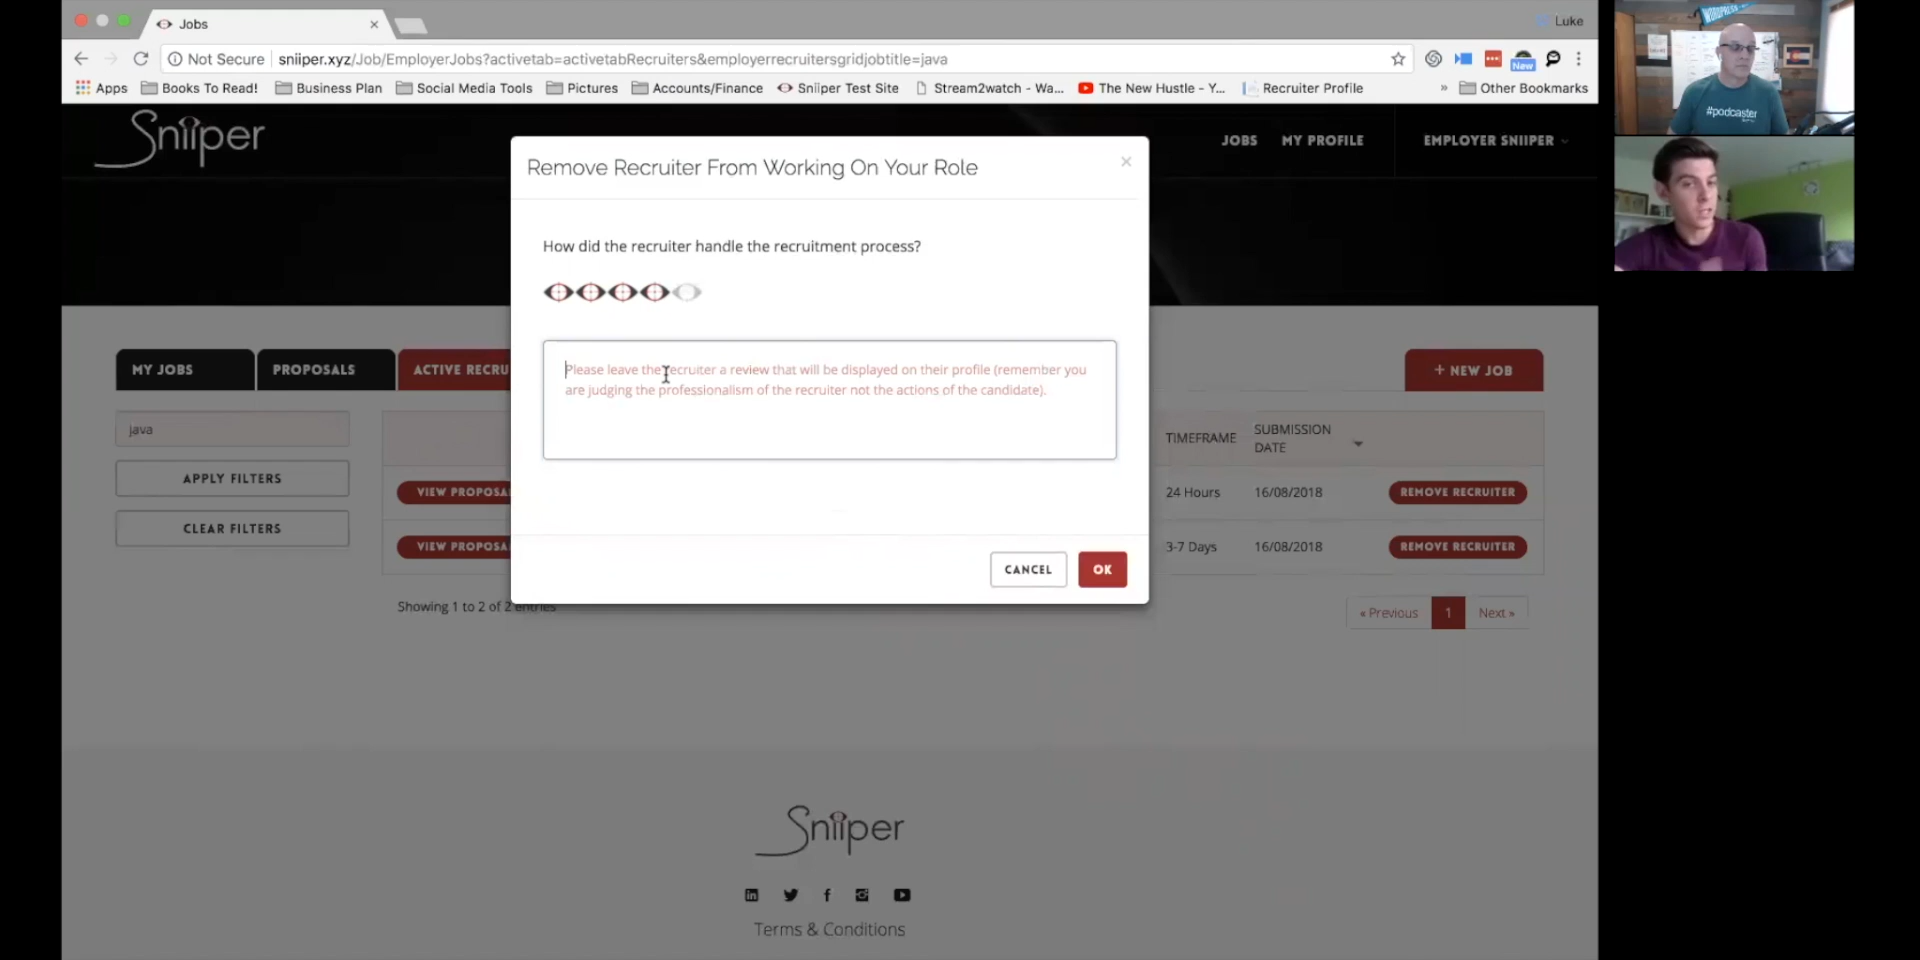 Jobs
Luke
Not Secure
sniiper.xyz/Job/EmployerJobs?activetab=activetabRecruiters&employerrecruitersgridjobtitle=java
New
Apps
Books To Read!
Business Plan
Social Media Tools
Pictures
Accounts/Finance
Sniiper Test Site
Stream2watch - Wa...
The New Hustle - Y...
Recruiter Profile
»
Other Bookmarks
#podcaster
Sniiper
JOBS
MY PROFILE
EMPLOYER SNIIPER
Remove Recruiter From Working On Your Role
×
How did the recruiter handle the recruitment process?
Please leave the recruiter a review that will be displayed on their profile (remember you
are judging the professionalism of the recruiter not the actions of the candidate).
CANCEL
OK
MY JOBS
PROPOSALS
ACTIVE RECRU
+ NEW JOB
java
APPLY FILTERS
CLEAR FILTERS
TIMEFRAME
SUBMISSION
DATE
VIEW PROPOSA
24 Hours
16/08/2018
REMOVE RECRUITER
VIEW PROPOSA
3-7 Days
16/08/2018
REMOVE RECRUITER
Showing 1 to 2 of 2 entries
« Previous
1
Next »
Sniiper
Terms & Conditions